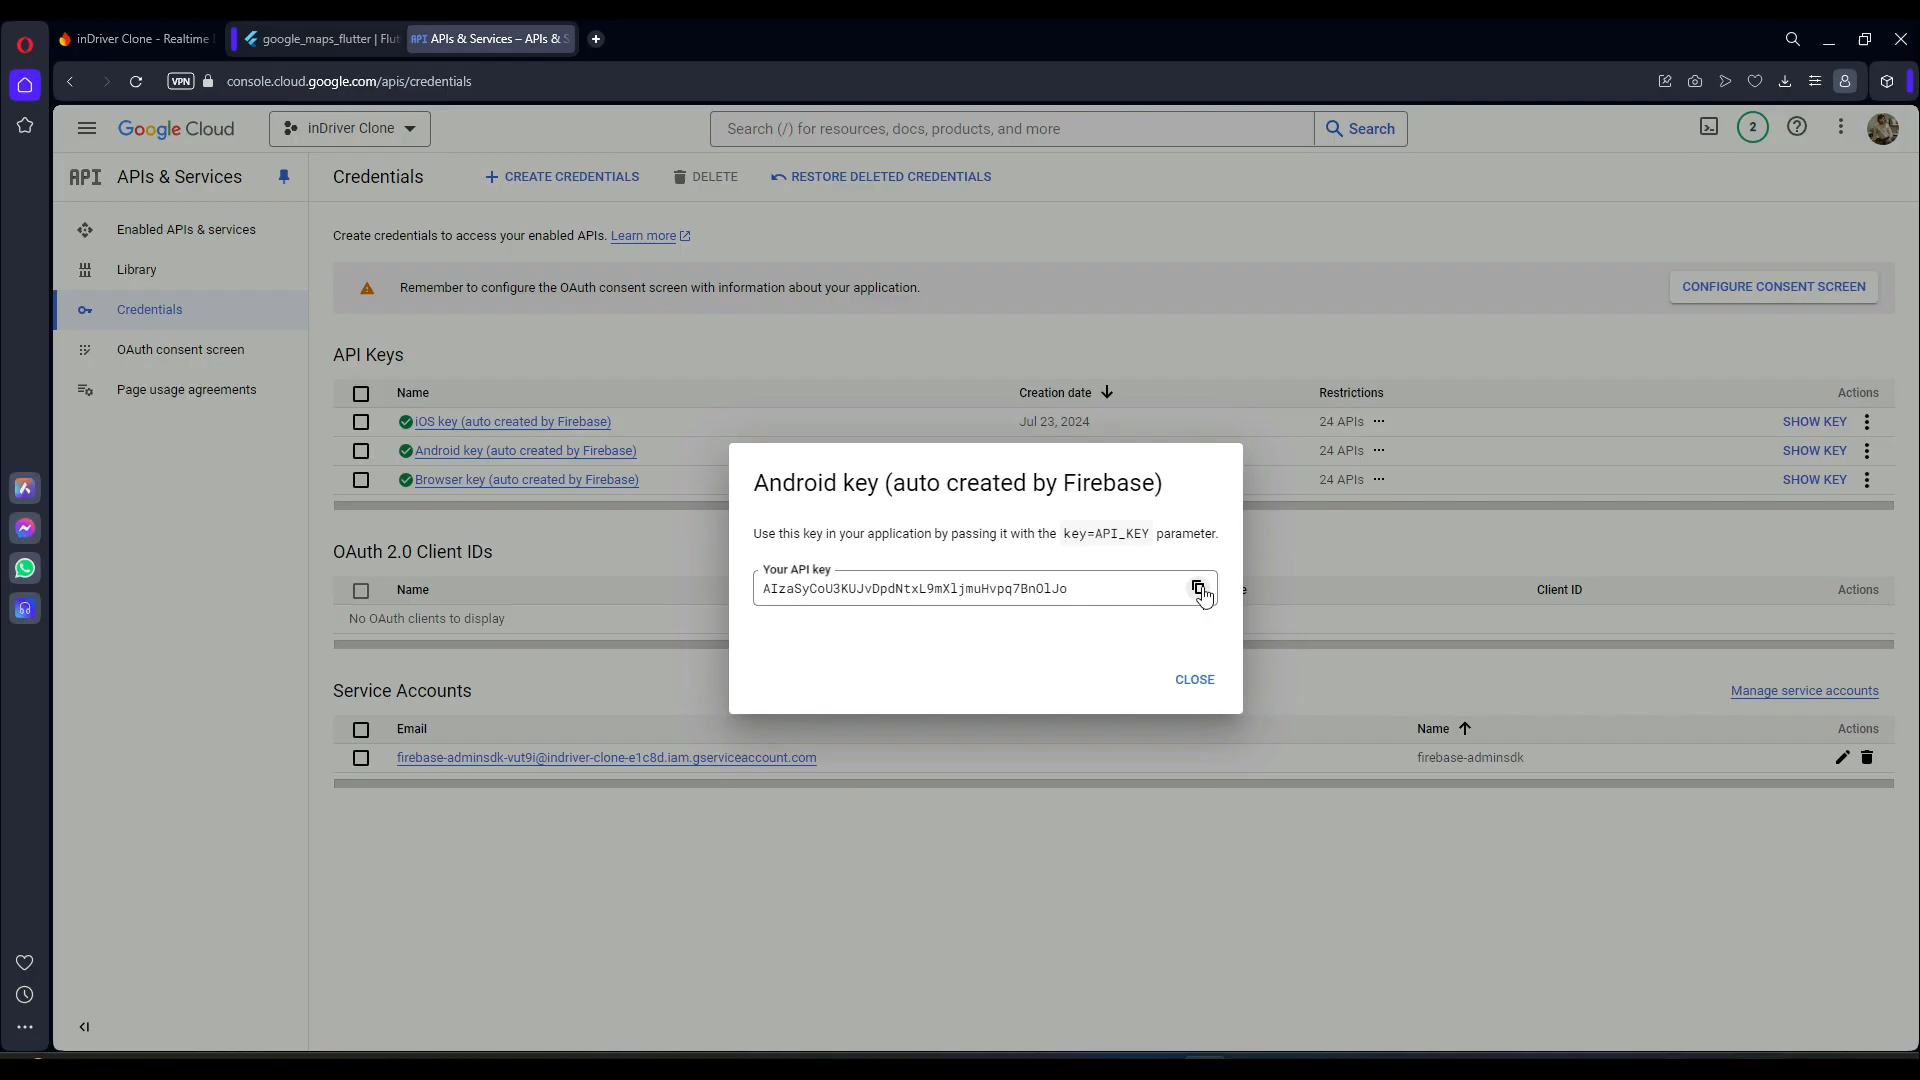 inDriver Clone - Realtime
google_maps_flutter | Flut
API APIs & Services – APIs & S
VPN
console.cloud.google.com/apis/credentials
Google Cloud
inDriver Clone
Search (/) for resources, docs, products, and more
Search
2
API APIs & Services
Credentials
CREATE CREDENTIALS
DELETE
RESTORE DELETED CREDENTIALS
Enabled APIs & services
Library
Credentials
OAuth consent screen
Page usage agreements
Create credentials to access your enabled APIs. Learn more
Remember to configure the OAuth consent screen with information about your application.
CONFIGURE CONSENT SCREEN
API Keys
Name Creation date Restrictions Actions
iOS key (auto created by Firebase) Jul 23, 2024 24 APIs SHOW KEY
Android key (auto created by Firebase) 24 APIs SHOW KEY
Browser key (auto created by Firebase) 24 APIs SHOW KEY
Android key (auto created by Firebase)
Use this key in your application by passing it with the key=API_KEY parameter.
Your API key
AIzaSyCoU3KUJvDpdNtxL9mXljmuHvpq7BnOlJo
CLOSE
OAuth 2.0 Client IDs
Name Client ID Actions
No OAuth clients to display
Service Accounts
Manage service accounts
Email Name Actions
firebase-adminsdk-vut9i@indriver-clone-e1c8d.iam.gserviceaccount.com firebase-adminsdk